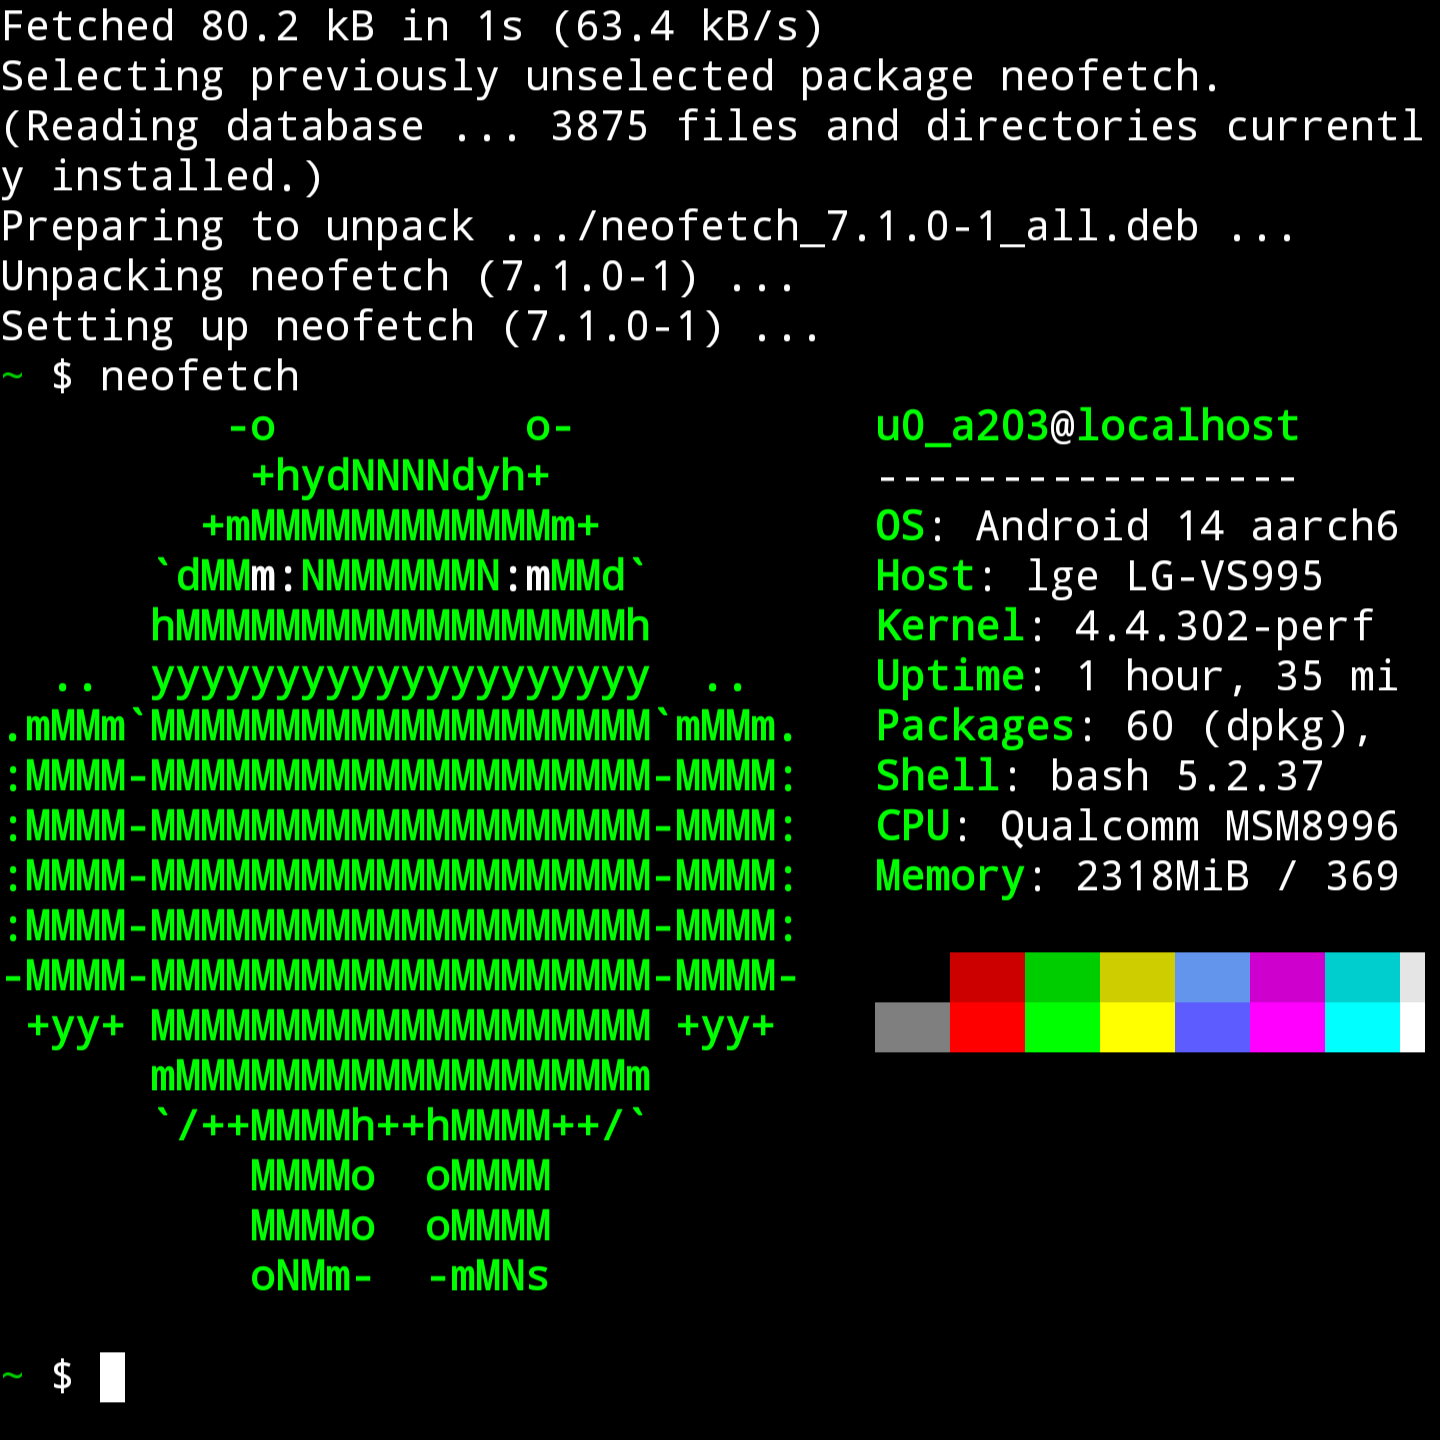 Fetched 80.2 kB in 1s (63.4 kB/s)
Selecting previously unselected package neofetch.
(Reading database ... 3875 files and directories currentl
y installed.)
Preparing to unpack .../neofetch_7.1.0-1_all.deb ...
Unpacking neofetch (7.1.0-1) ...
Setting up neofetch (7.1.0-1) ...
~ $ neofetch
         -o          o-            u0_a203@localhost
          +hydNNNNdyh+             -----------------
        +mMMMMMMMMMMMMm+           OS: Android 14 aarch6
      `dMMm:NMMMMMMN:mMMd`         Host: lge LG-VS995
      hMMMMMMMMMMMMMMMMMMh         Kernel: 4.4.302-perf
  ..  yyyyyyyyyyyyyyyyyyyy  ..     Uptime: 1 hour, 35 mi
.mMMm`MMMMMMMMMMMMMMMMMMMM`mMMm.   Packages: 60 (dpkg),
:MMMM-MMMMMMMMMMMMMMMMMMMM-MMMM:   Shell: bash 5.2.37
:MMMM-MMMMMMMMMMMMMMMMMMMM-MMMM:   CPU: Qualcomm MSM8996
:MMMM-MMMMMMMMMMMMMMMMMMMM-MMMM:   Memory: 2318MiB / 369
:MMMM-MMMMMMMMMMMMMMMMMMMM-MMMM:
-MMMM-MMMMMMMMMMMMMMMMMMMM-MMMM-
 +yy+ MMMMMMMMMMMMMMMMMMMM +yy+
      mMMMMMMMMMMMMMMMMMMm
      `/++MMMMh++hMMMM++/`
          MMMMo  oMMMM
          MMMMo  oMMMM
          oNMm-  -mMNs
~ $